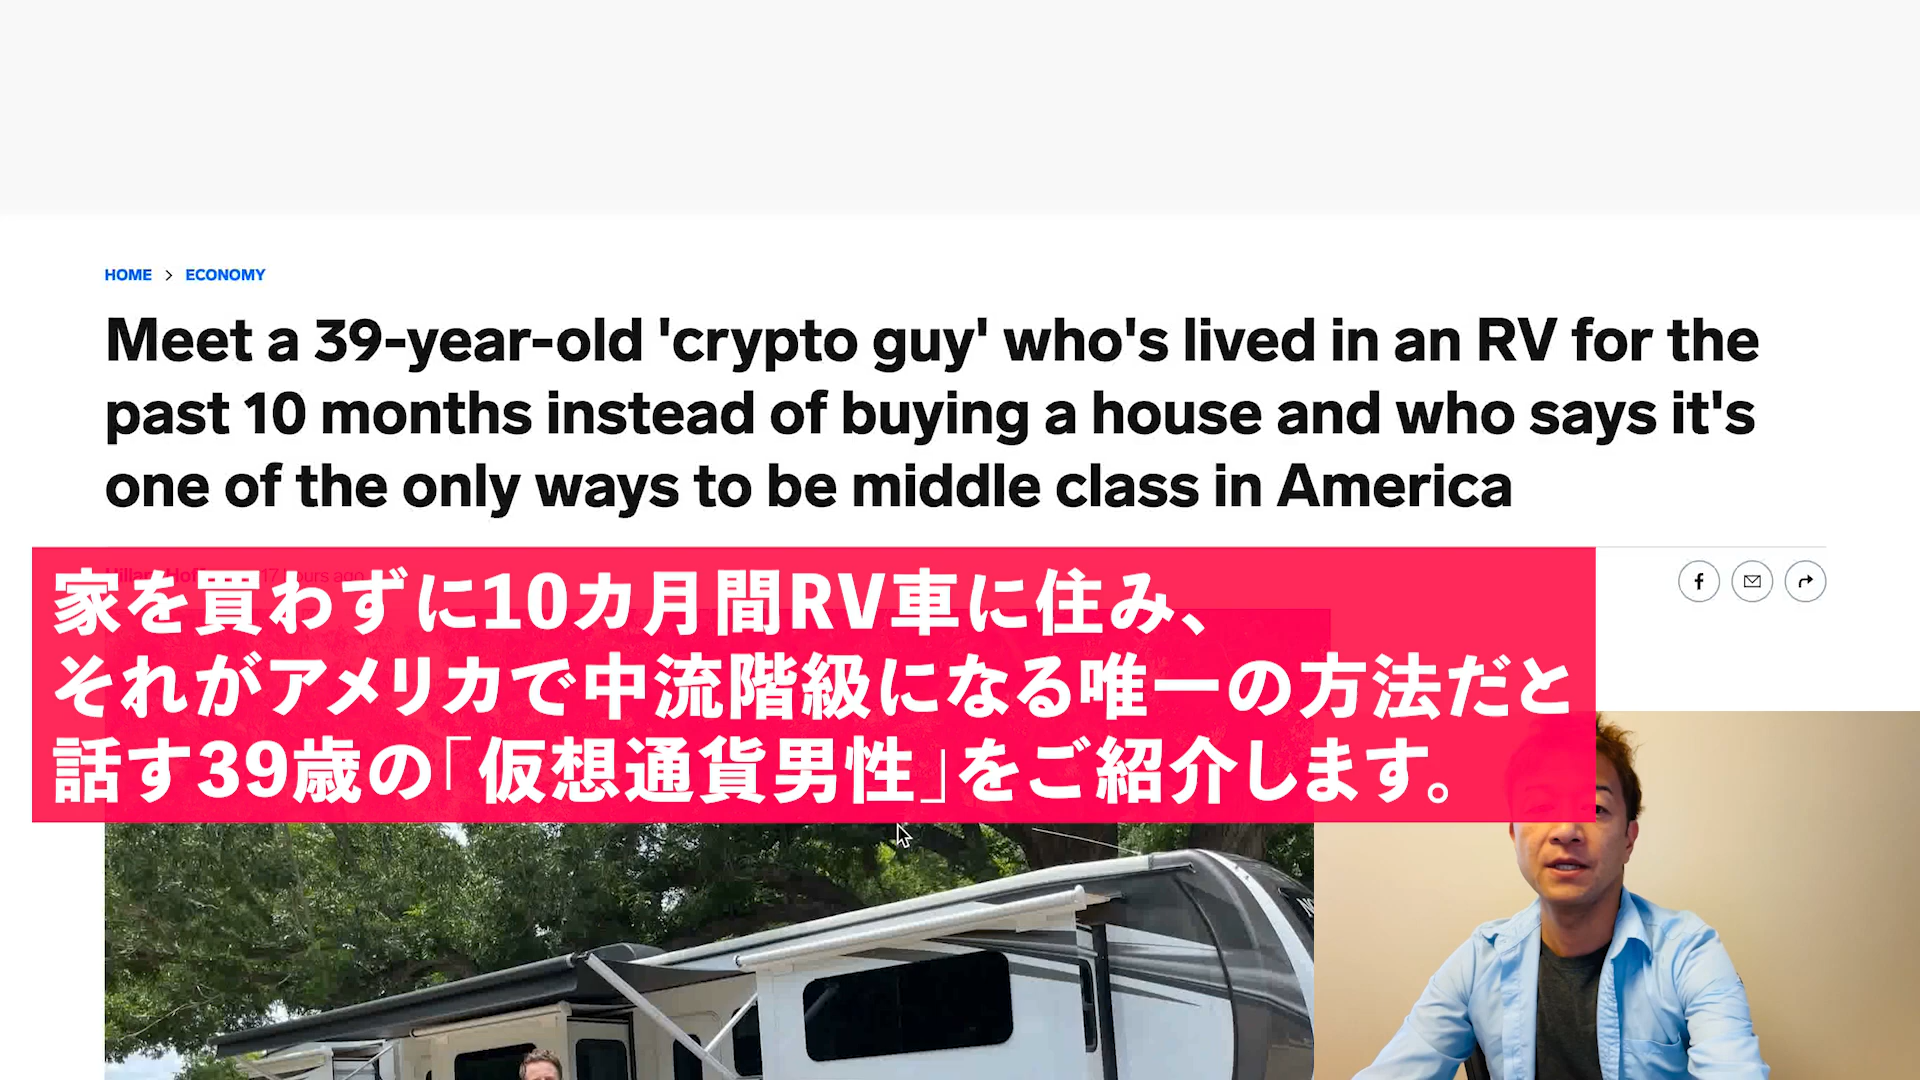 HOME > ECONOMY
Meet a 39-year-old 'crypto guy' who's lived in an RV for the
past 10 months instead of buying a house and who says it's
one of the only ways to be middle class in America
家を買わずに10カ月間RV車に住み、
それがアメリカで中流階級になる唯一の方法だと
話す39歳の「仮想通貨男性」をご紹介します。